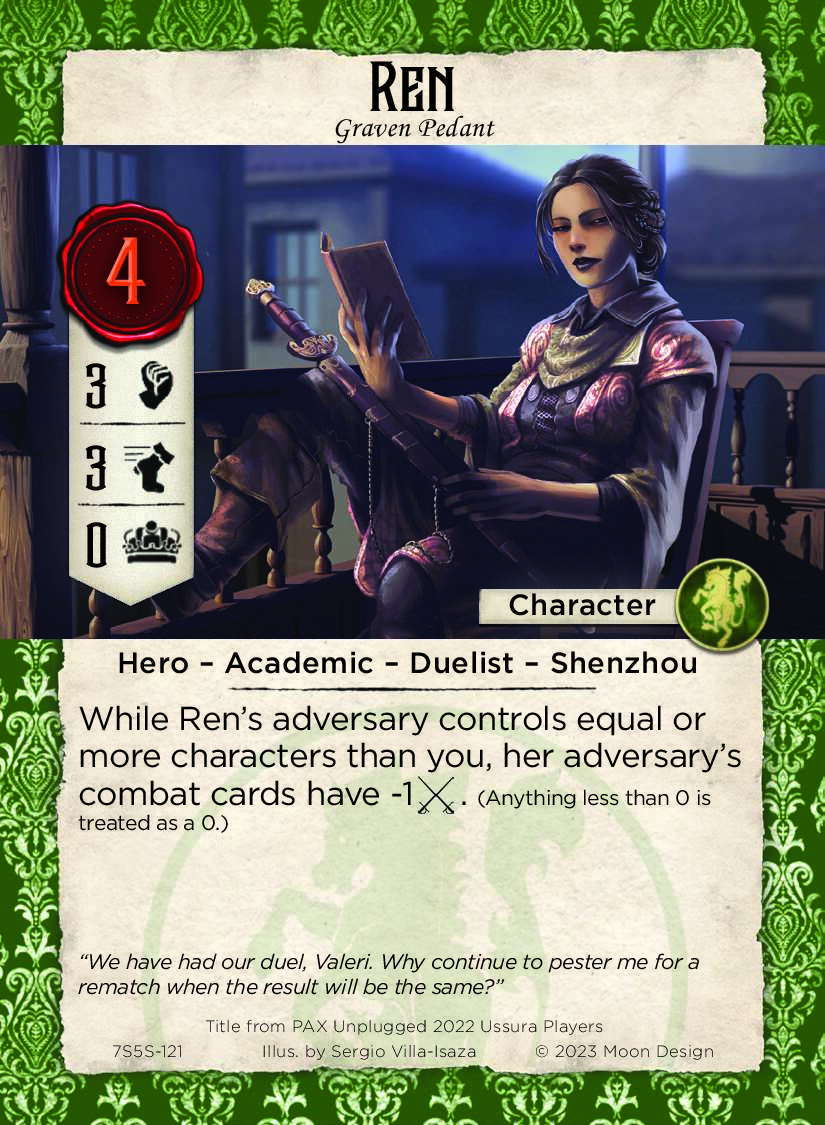 Ren
Graven Pedant
4
3
3
0
Character
Hero – Academic – Duelist – Shenzhou
While Ren’s adversary controls equal or
more characters than you, her adversary’s
combat cards have -1. (Anything less than 0 is
treated as a 0.)
“We have had our duel, Valeri. Why continue to pester me for a
rematch when the result will be the same?”
Title from PAX Unplugged 2022 Ussura Players
7S5S-121 Illus. by Sergio Villa-Isaza © 2023 Moon Design